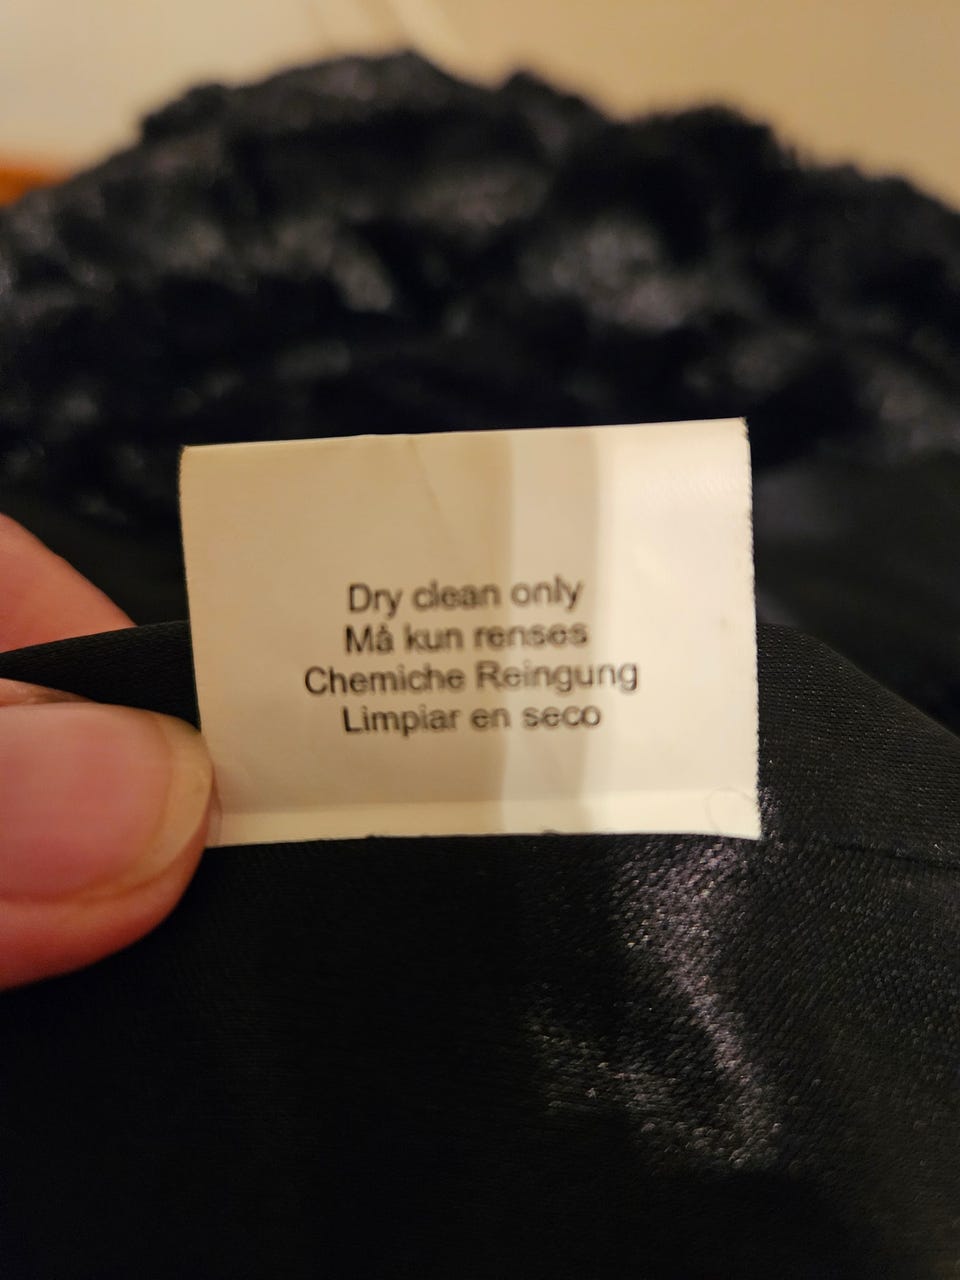 Dry clean only
Må kun renses
Chemiche Reingung
Limpiar en seco